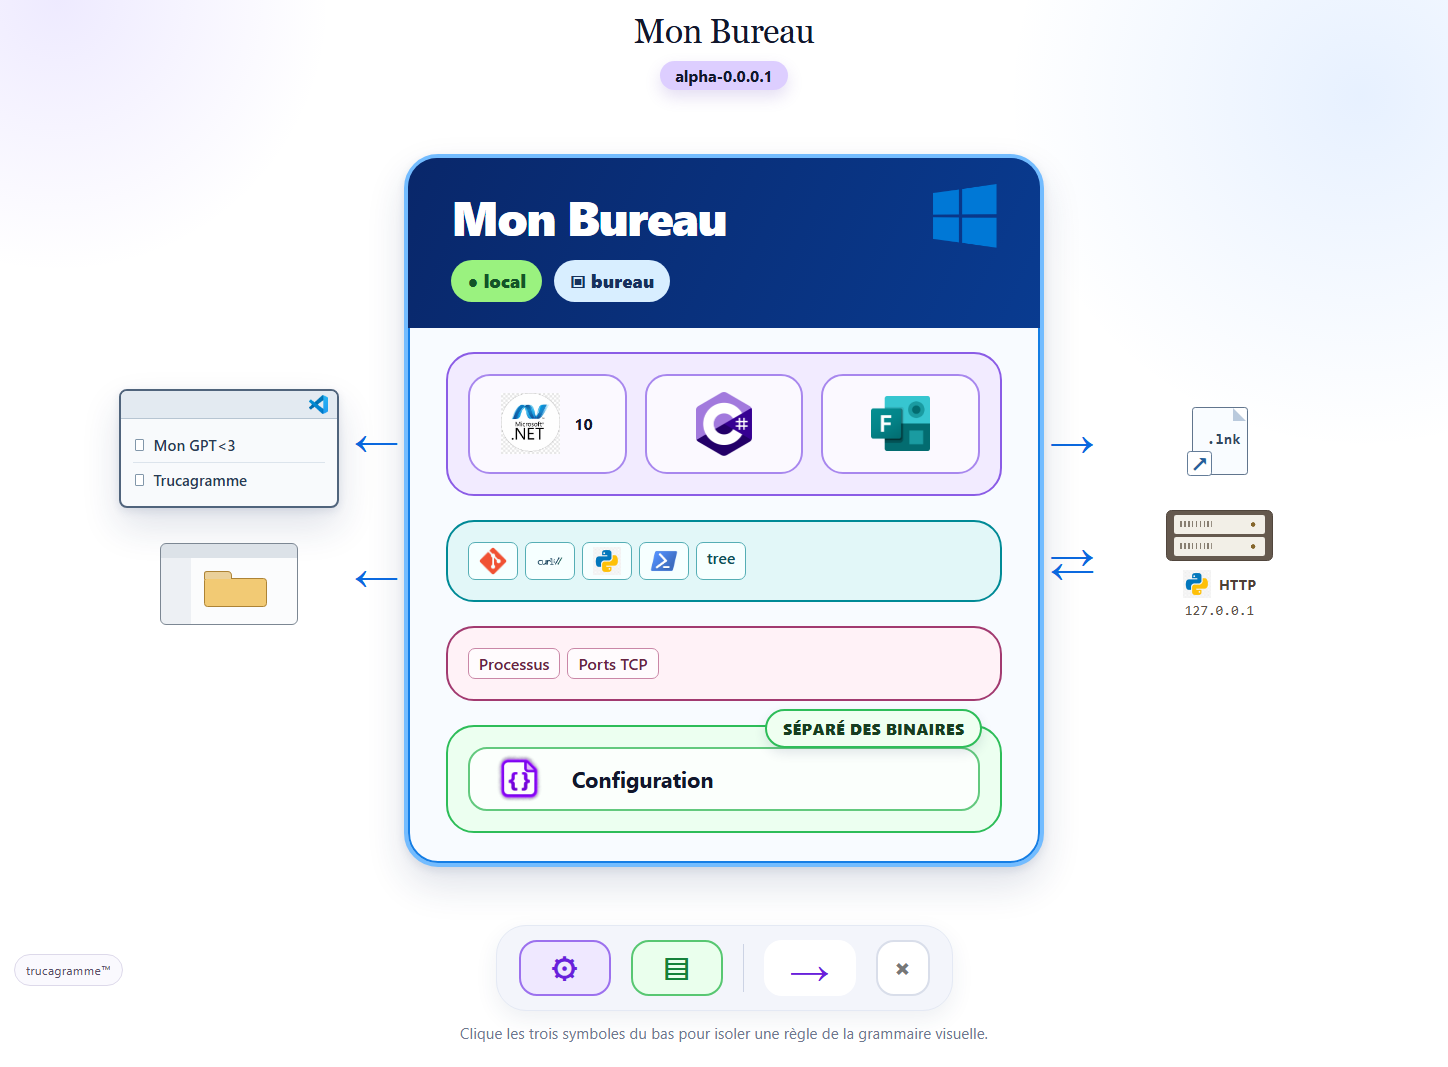 Mon Bureau
alpha-0.0.0.1
Mon Bureau
● local
▣ bureau
Microsoft®
.NET
10
C#
F
curl://
tree
Processus
Ports TCP
SÉPARÉ DES BINAIRES
{}
Configuration
Mon GPT<3
Trucagramme
.lnk
HTTP
127.0.0.1
trucagramme™
Clique les trois symboles du bas pour isoler une règle de la grammaire visuelle.